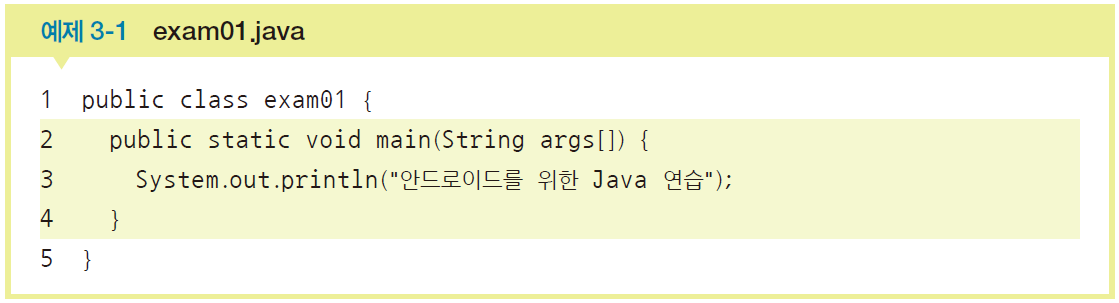 예제 3-1 exam01.java
1 public class exam01 {
2 public static void main(String args[]) {
3 System.out.println("안드로이드를 위한 Java 연습");
4 }
5 }